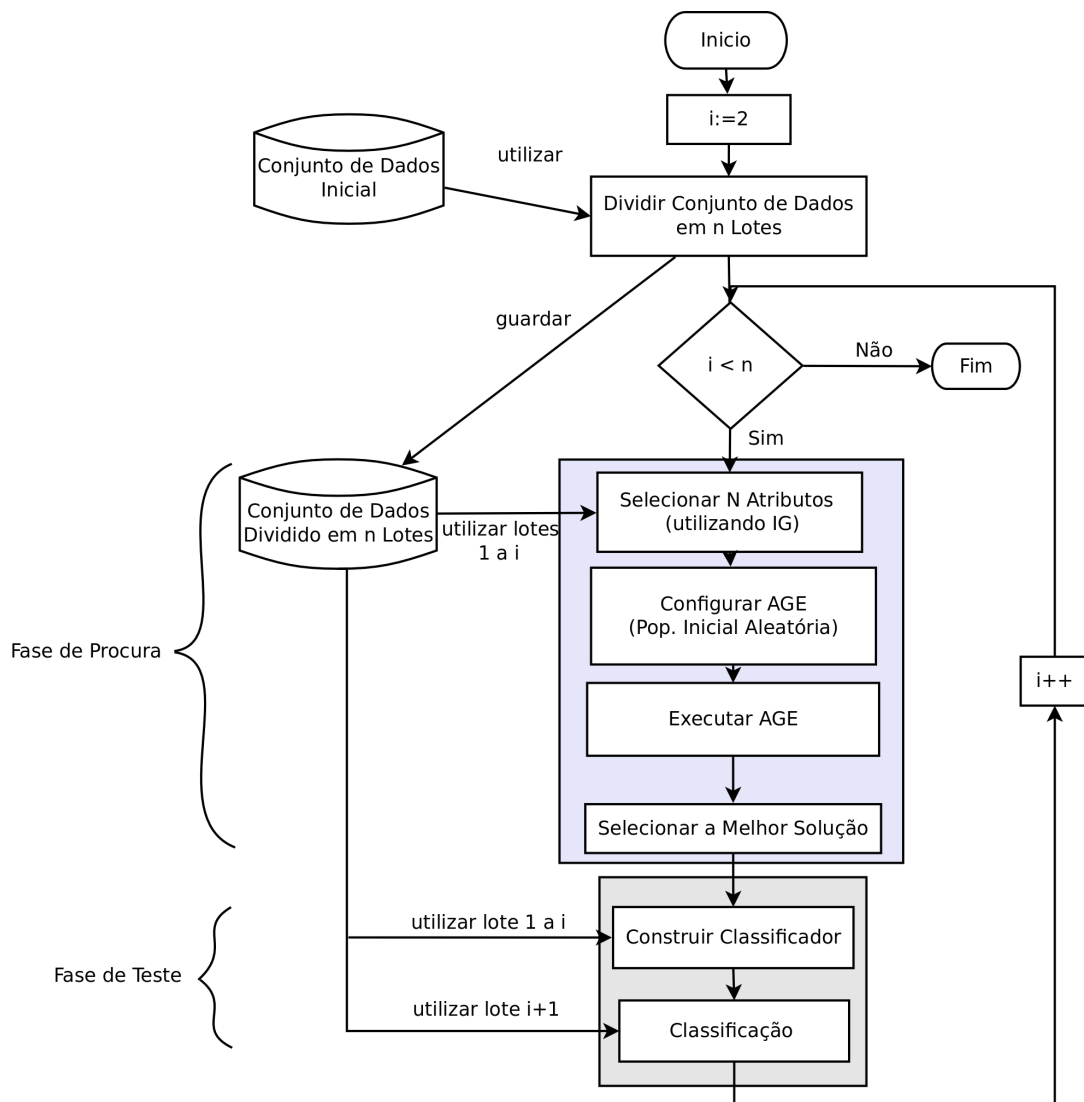 Inicio
i:=2
Conjunto de Dados
Inicial
utilizar
Dividir Conjunto de Dados
em n Lotes
guardar
i < n
Não
Fim
Sim
Conjunto de Dados
Dividido em n Lotes
utilizar lotes
1 a i
Selecionar N Atributos
(utilizando IG)
Configurar AGE
(Pop. Inicial Aleatória)
Fase de Procura
i++
Executar AGE
Selecionar a Melhor Solução
utilizar lote 1 a i
Construir Classificador
Fase de Teste
utilizar lote i+1
Classificação